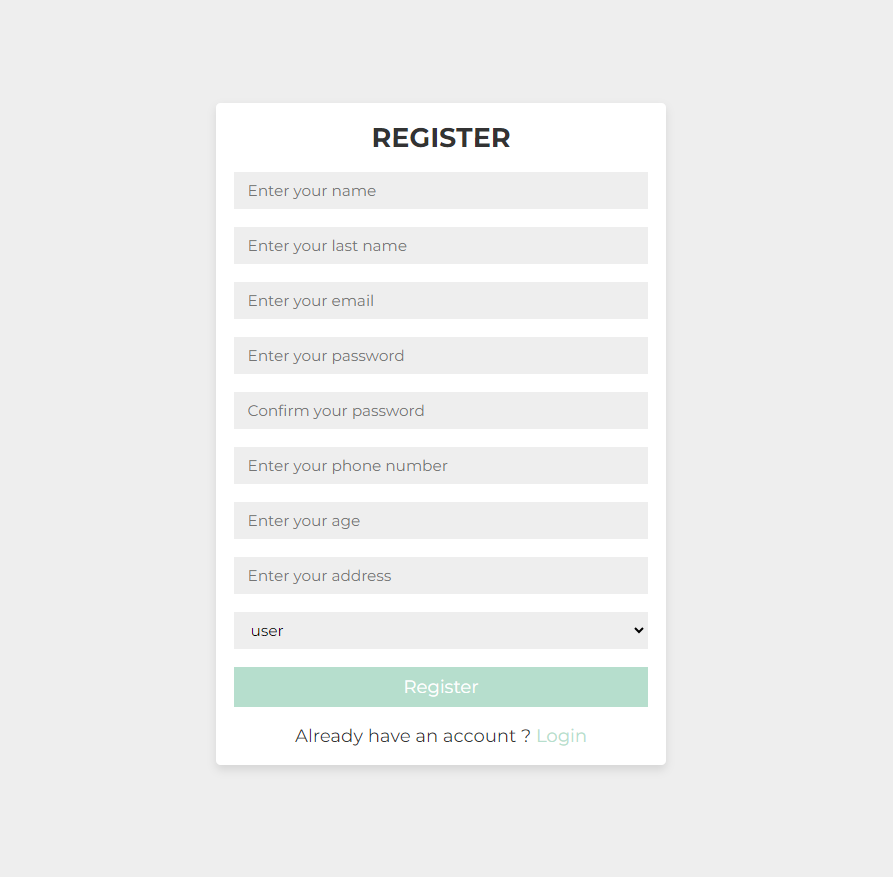 REGISTER
Enter your name
Enter your last name
Enter your email
Enter your password
Confirm your password
Enter your phone number
Enter your age
Enter your address
user
Register
Already have an account ? Login